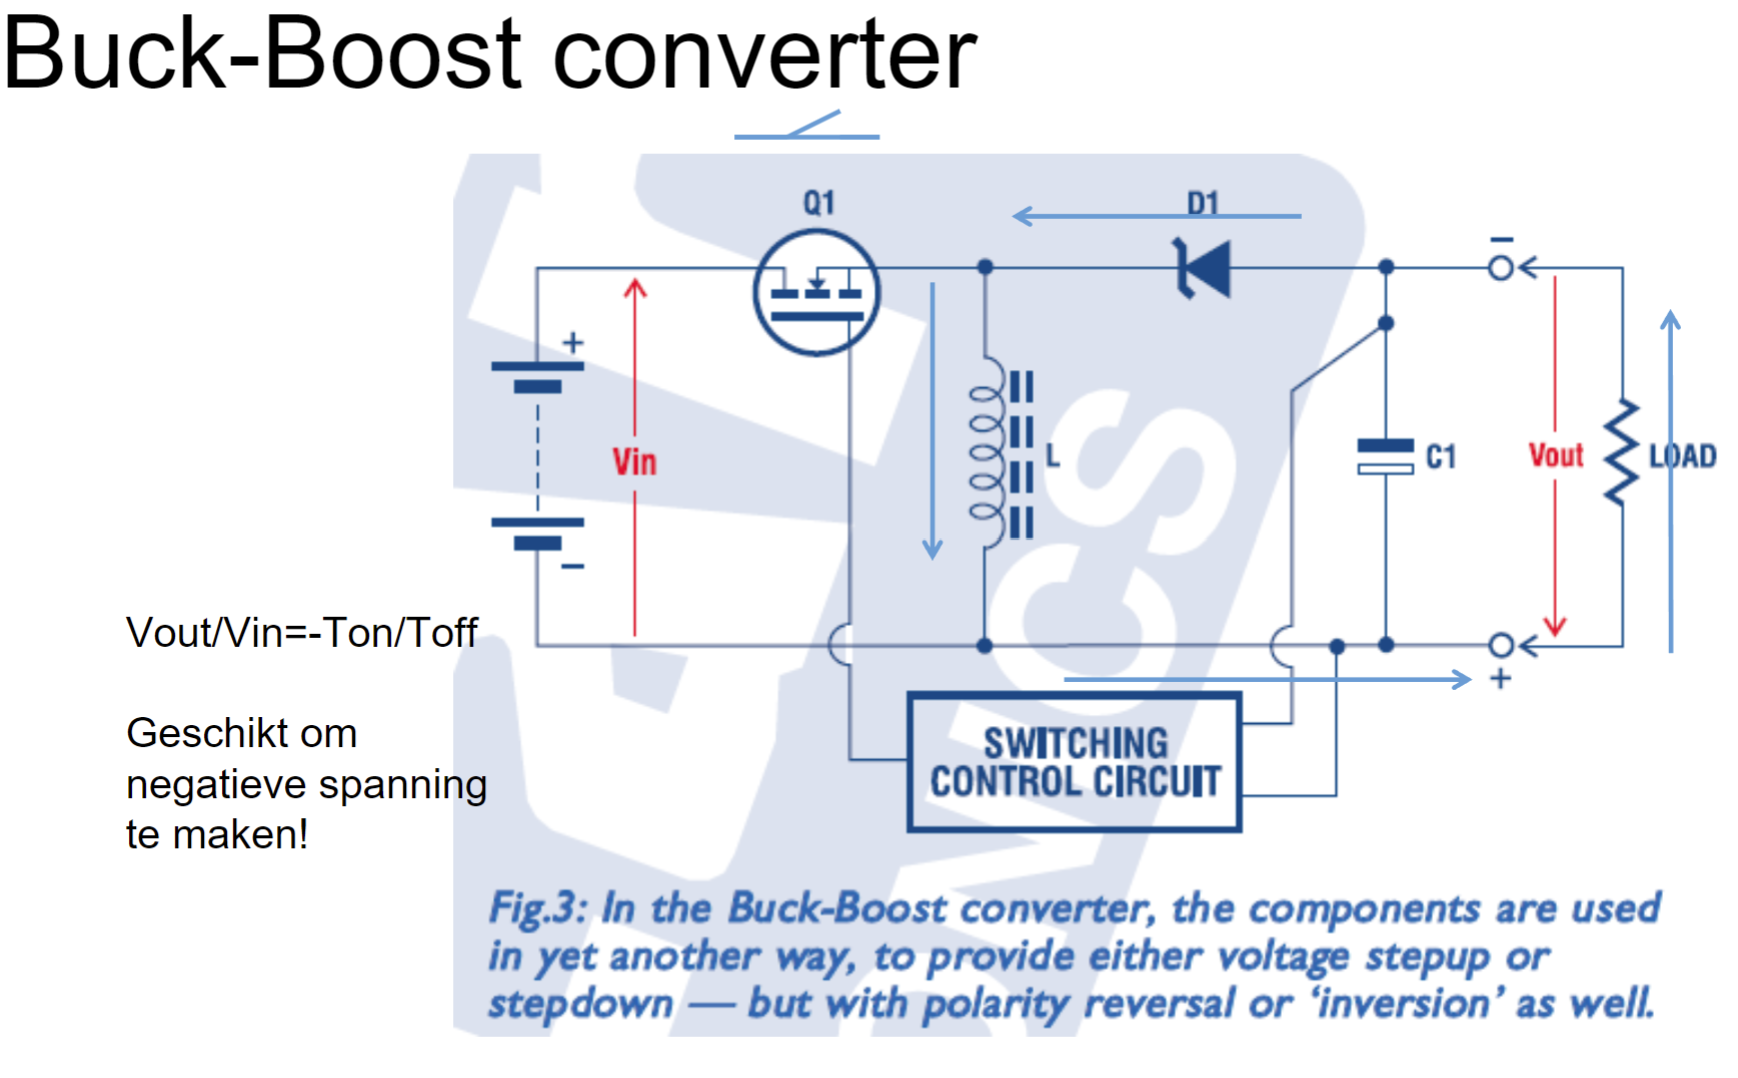 Buck-Boost converter
Q1
D1
−
+
Vin
L
C1
Vout
LOAD
−
+
Vout/Vin=-Ton/Toff
Geschikt om
negatieve spanning
te maken!
SWITCHING
CONTROL CIRCUIT
Fig.3: In the Buck-Boost converter, the components are used
in yet another way, to provide either voltage stepup or
stepdown — but with polarity reversal or ‘inversion’ as well.